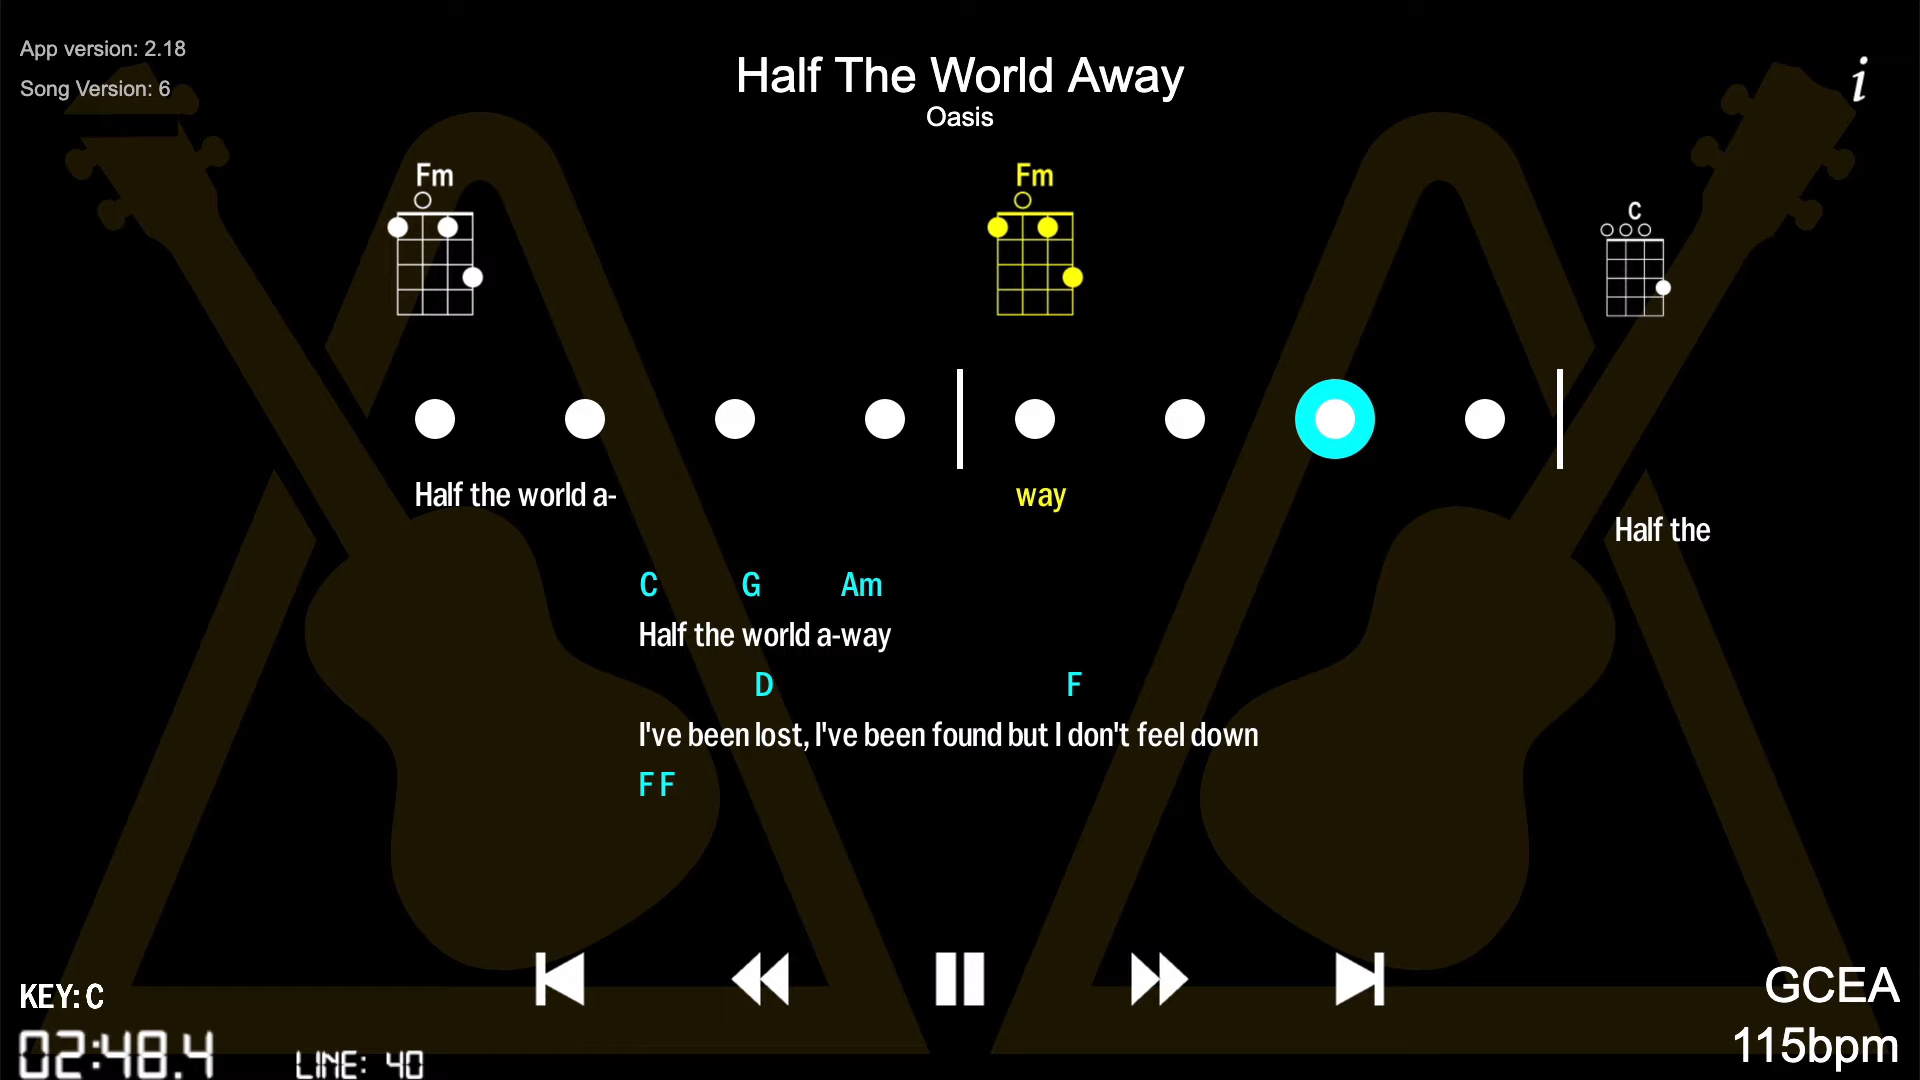 App version: 2.18
Song Version: 6
Half The World Away
Oasis
i
Fm
Fm
C
Half the world a-
way
Half the
C G Am
Half the world a-way
D F
I've been lost, I've been found but I don't feel down
F F
KEY: C
02:48.4
LINE: 40
GCEA
115bpm